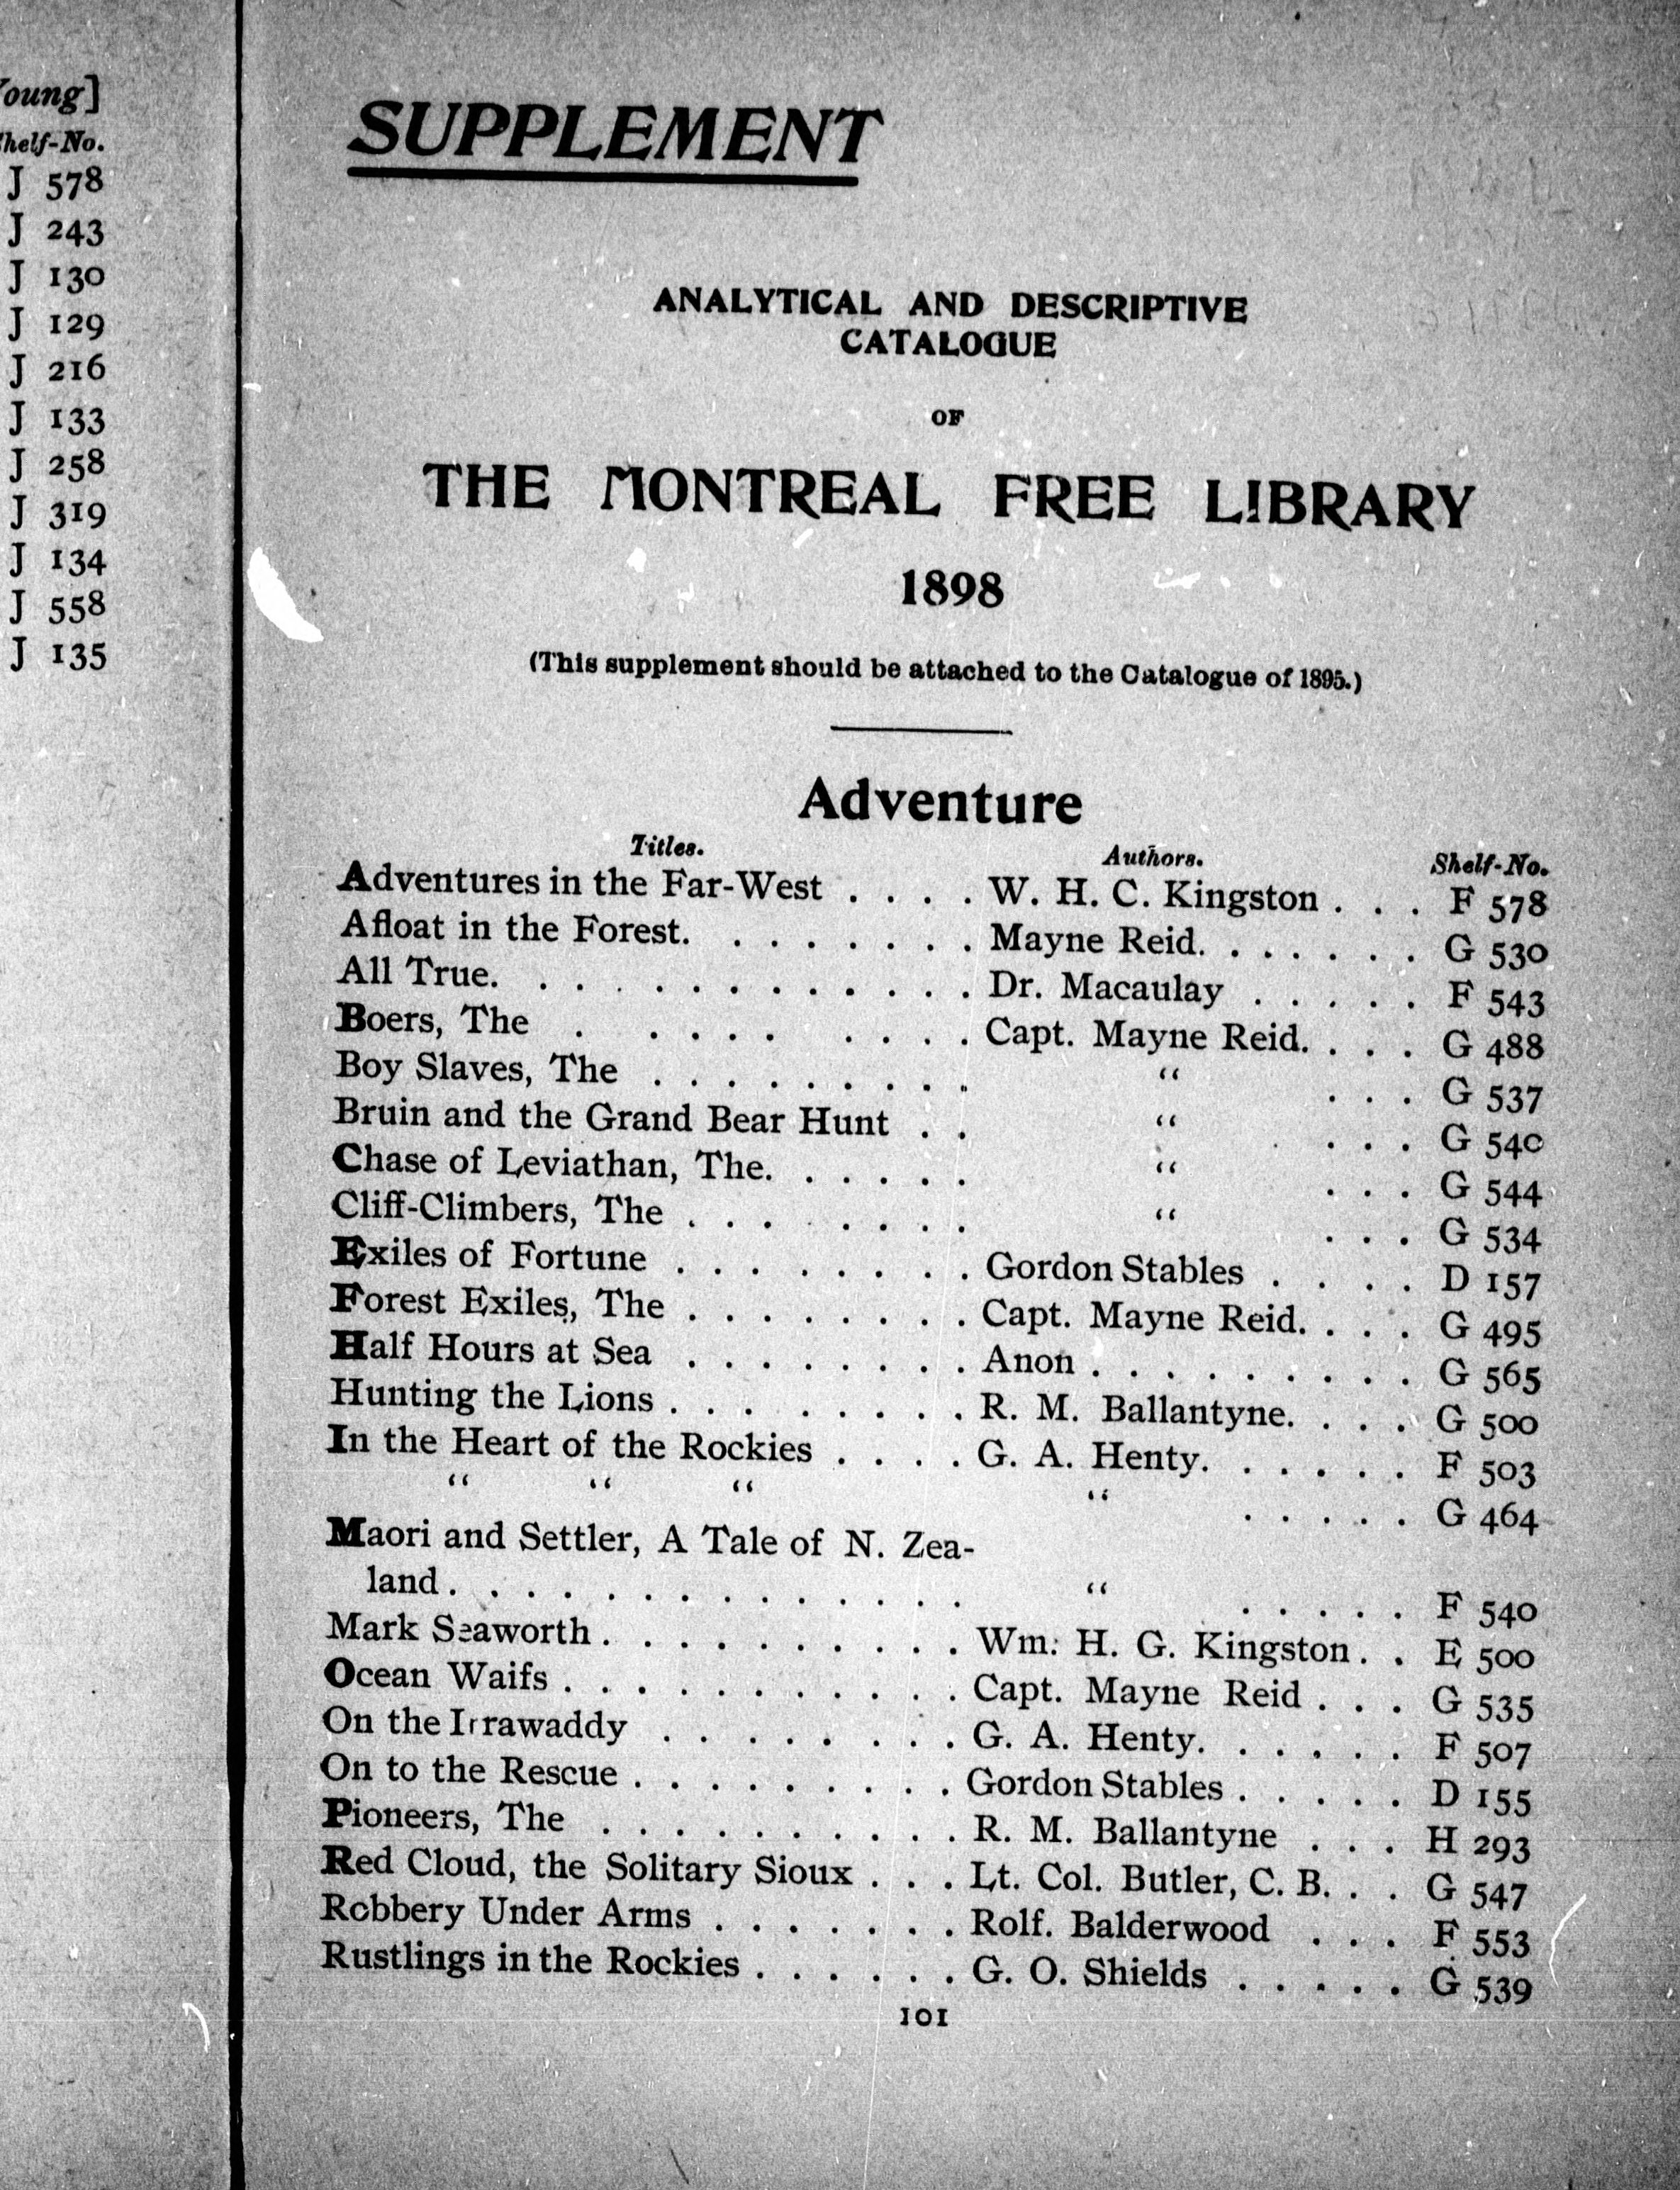 Young]
Shelf-No.
J 578
J 243
J 130
J 129
J 216
J 133
J 258
J 319
J 134
J 558
J 135
SUPPLEMENT
ANALYTICAL AND DESCRIPTIVE
CATALOGUE
OF
THE MONTREAL FREE LIBRARY
1898
(This supplement should be attached to the Catalogue of 1895.)
Adventure
Titles. Authors. Shelf-No.
Adventures in the Far-West . . . . W. H. C. Kingston . . . F 578
Afloat in the Forest. . . . . . . . Mayne Reid. . . . . . . G 530
All True. . . . . . . . . . . . . Dr. Macaulay . . . . . F 543
Boers, The . . . . . . . . . Capt. Mayne Reid. . . . G 488
Boy Slaves, The . . . . . . . . . “ . . . G 537
Bruin and the Grand Bear Hunt . . “ . . . G 540
Chase of Leviathan, The. . . . . . “ . . . G 544
Cliff-Climbers, The . . . . . . . “ . . . G 534
Exiles of Fortune . . . . . . . . . Gordon Stables . . . . D 157
Forest Exiles, The . . . . . . . . Capt. Mayne Reid. . . . G 495
Half Hours at Sea . . . . . . . . Anon . . . . . . . . . G 565
Hunting the Lions . . . . . . . . . R. M. Ballantyne. . . . G 500
In the Heart of the Rockies . . . . G. A. Henty. . . . . . F 503
“ “ “ “ . . . . . G 464
Maori and Settler, A Tale of N. Zea-
land . . . . . . . . . . . . . . “ . . . . . F 540
Mark Seaworth . . . . . . . . . . Wm. H. G. Kingston . . E 500
Ocean Waifs . . . . . . . . . . . Capt. Mayne Reid . . . G 535
On the Irrawaddy . . . . . . . . G. A. Henty. . . . . . F 507
On to the Rescue . . . . . . . . . Gordon Stables . . . . . D 155
Pioneers, The . . . . . . . . . . R. M. Ballantyne . . . H 293
Red Cloud, the Solitary Sioux . . . Lt. Col. Butler, C. B. . . G 547
Robbery Under Arms . . . . . . . Rolf. Balderwood . . . F 553
Rustlings in the Rockies . . . . . . G. O. Shields . . . . . G 539
101